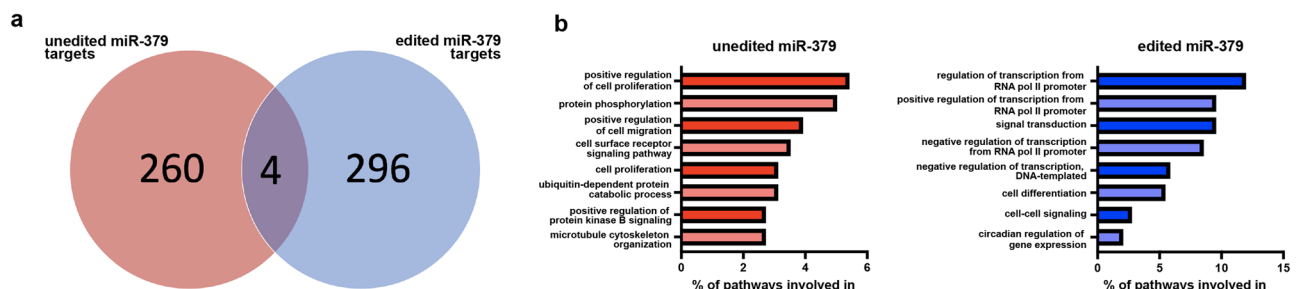 a
unedited miR-379
targets
edited miR-379
targets
260
4
296
b
unedited miR-379
positive regulation
of cell proliferation
protein phosphorylation
positive regulation
of cell migration
cell surface receptor
signaling pathway
cell proliferation
ubiquitin-dependent protein
catabolic process
positive regulation of
protein kinase B signaling
microtubule cytoskeleton
organization
0 2 4 6
% of pathways involved in
edited miR-379
regulation of transcription from
RNA pol II promoter
positive regulation of transcription from
RNA pol II promoter
signal transduction
negative regulation of transcription
from RNA pol II promoter
negative regulation of transcription,
DNA-templated
cell differentiation
cell-cell signaling
circadian regulation of
gene expression
0 5 10 15
% of pathways involved in